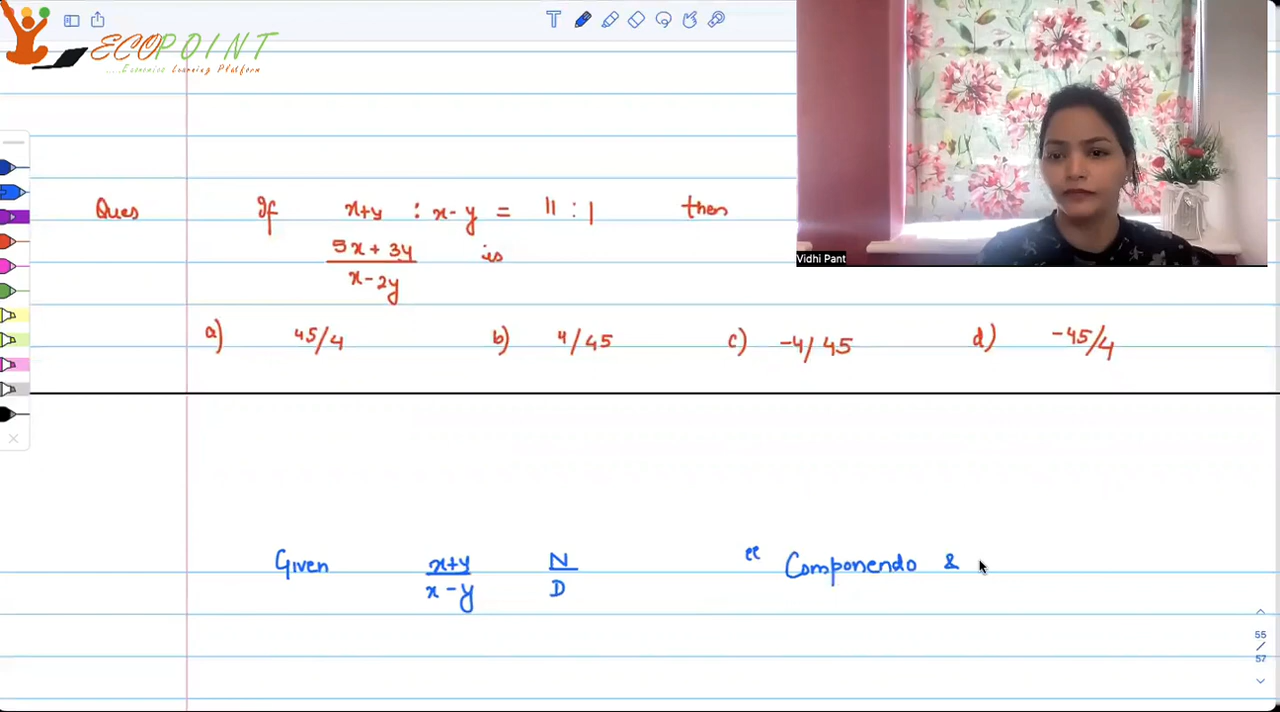 ECOPOINT
...Economics Learning Platform
Ques If x+y : x-y = 11 : 1 then
5x + 3y
is
x-2y
a) 45/4 b) 4/45 c) -4/45 d) -45/4
Vidhi Pant
Given x+y N " Componendo &
x-y D
55
/
57